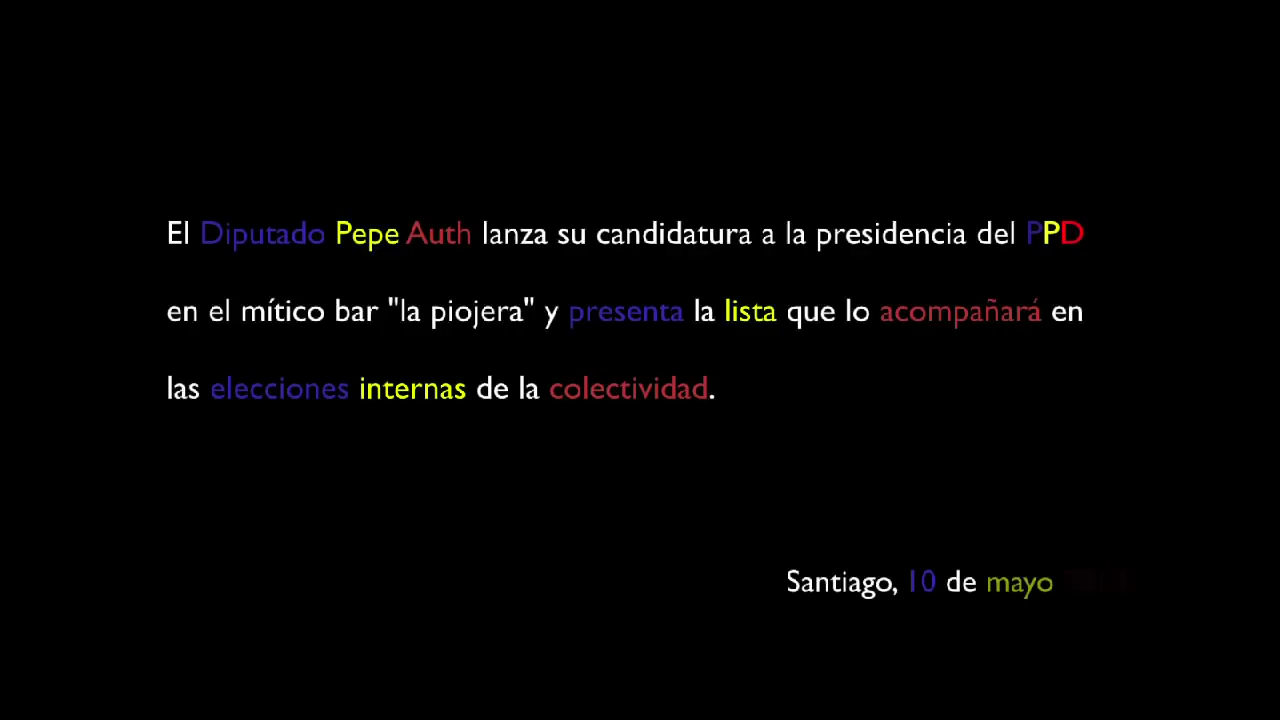 El Diputado Pepe Auth lanza su candidatura a la presidencia del PPD
en el mítico bar "la piojera" y presenta la lista que lo acompañará en
las elecciones internas de la colectividad.
Santiago, 10 de mayo